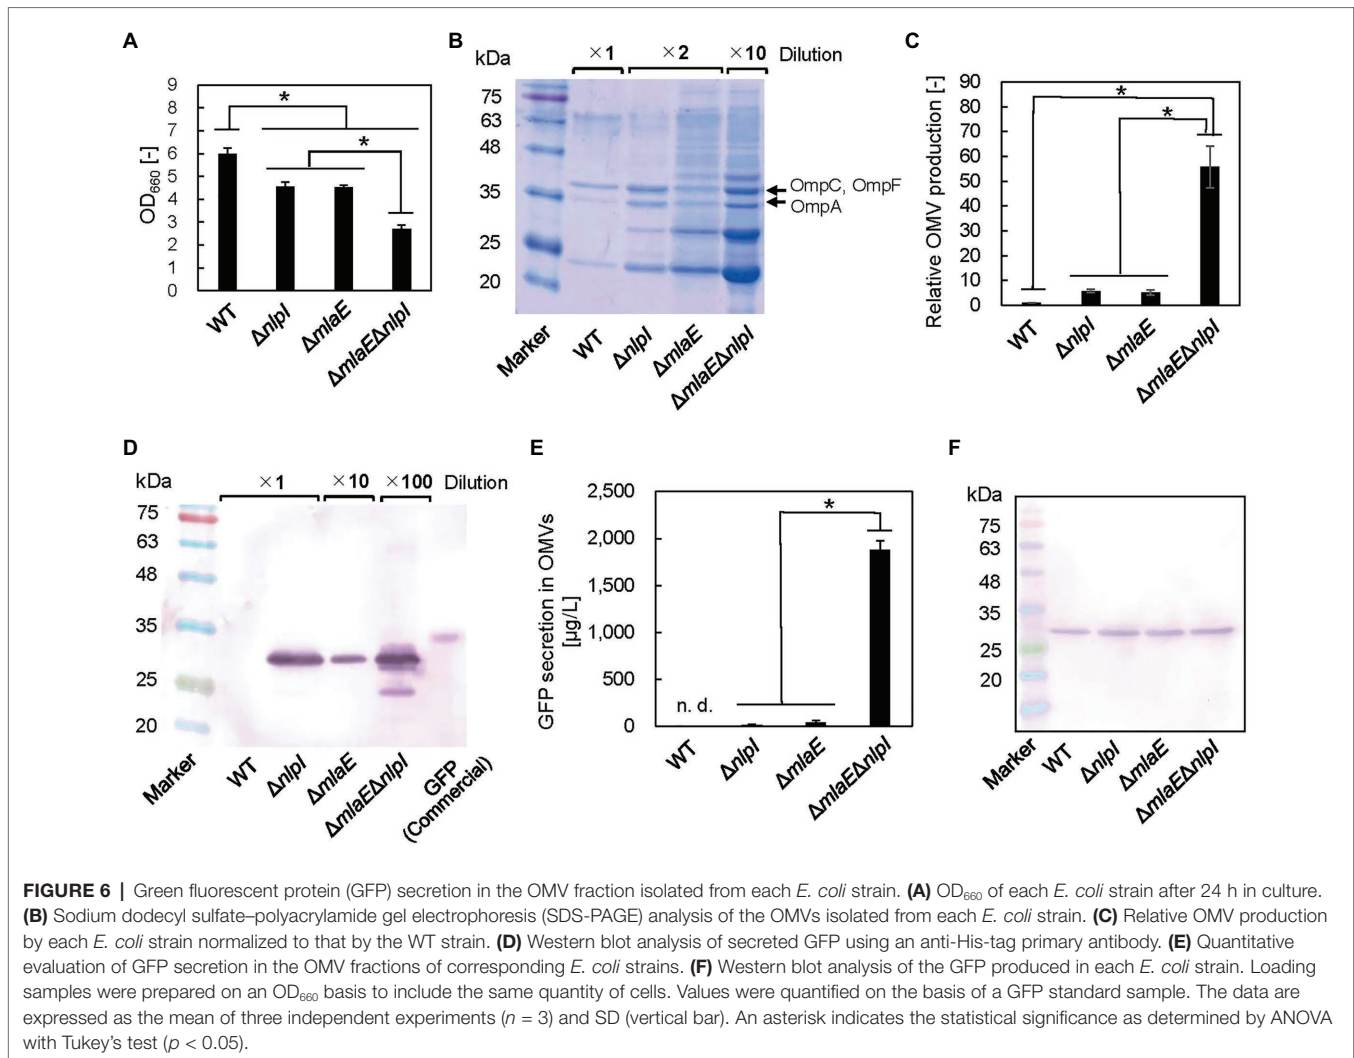 A
9
8
7
6
5
4
3
2
1
0
OD660 [-]
*
*
WT
ΔnlpI
ΔmlaE
ΔmlaEΔnlpI
B
kDa
×1
×2
×10
Dilution
75
63
48
35
25
20
OmpC, OmpF
OmpA
Marker
WT
ΔnlpI
ΔmlaE
ΔmlaEΔnlpI
C
90
80
70
60
50
40
30
20
10
0
Relative OMV production [-]
*
*
WT
ΔnlpI
ΔmlaE
ΔmlaEΔnlpI
D
kDa
×1
×10
×100
Dilution
75
63
48
35
25
20
Marker
WT
ΔnlpI
ΔmlaE
ΔmlaEΔnlpI
GFP
(Commercial)
E
2,500
2,000
1,500
1,000
500
0
GFP secretion in OMVs
[µg/L]
*
n. d.
WT
ΔnlpI
ΔmlaE
ΔmlaEΔnlpI
F
kDa
75
63
48
35
25
20
Marker
WT
ΔnlpI
ΔmlaE
ΔmlaEΔnlpI
FIGURE 6 | Green fluorescent protein (GFP) secretion in the OMV fraction isolated from each E. coli strain. (A) OD660 of each E. coli strain after 24 h in culture.
(B) Sodium dodecyl sulfate–polyacrylamide gel electrophoresis (SDS-PAGE) analysis of the OMVs isolated from each E. coli strain. (C) Relative OMV production
by each E. coli strain normalized to that by the WT strain. (D) Western blot analysis of secreted GFP using an anti-His-tag primary antibody. (E) Quantitative
evaluation of GFP secretion in the OMV fractions of corresponding E. coli strains. (F) Western blot analysis of the GFP produced in each E. coli strain. Loading
samples were prepared on an OD660 basis to include the same quantity of cells. Values were quantified on the basis of a GFP standard sample. The data are
expressed as the mean of three independent experiments (n = 3) and SD (vertical bar). An asterisk indicates the statistical significance as determined by ANOVA
with Tukey's test (p < 0.05).